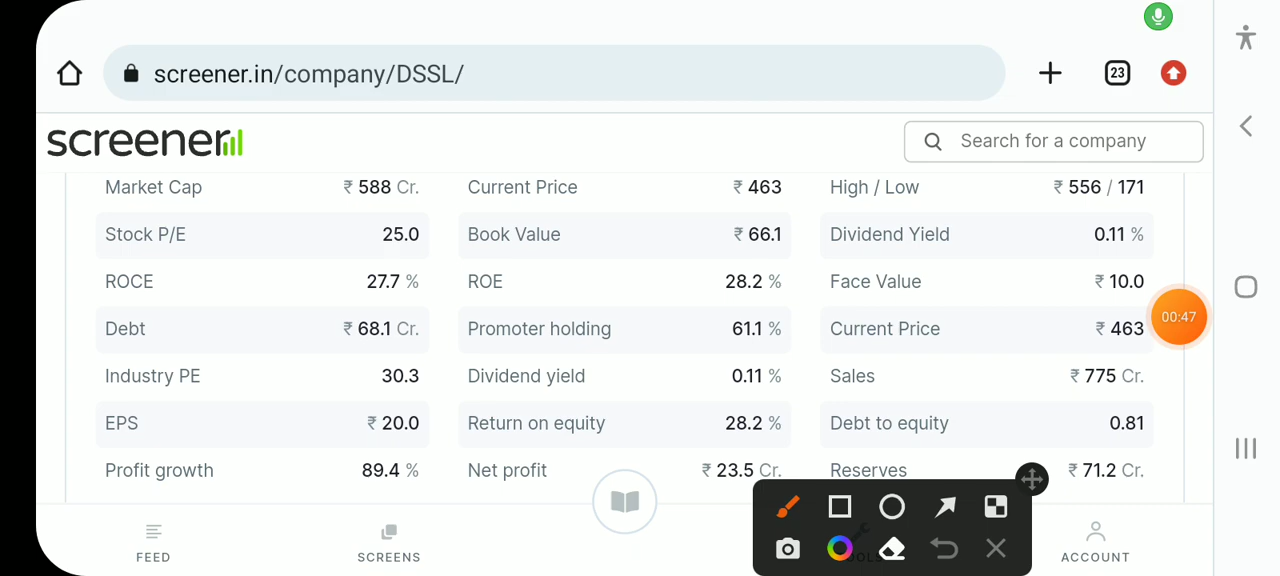 screener.in/company/DSSL/
23
screener
Search for a company
Market Cap ₹ 588 Cr. Current Price ₹ 463 High / Low ₹ 556 / 171
Stock P/E 25.0 Book Value ₹ 66.1 Dividend Yield 0.11 %
ROCE 27.7 % ROE 28.2 % Face Value ₹ 10.0
00:47
Debt ₹ 68.1 Cr. Promoter holding 61.1 % Current Price ₹ 463
Industry PE 30.3 Dividend yield 0.11 % Sales ₹ 775 Cr.
EPS ₹ 20.0 Return on equity 28.2 % Debt to equity 0.81
Profit growth 89.4 % Net profit ₹ 23.5 Cr. Reserves ₹ 71.2 Cr.
FEED SCREENS ACCOUNT